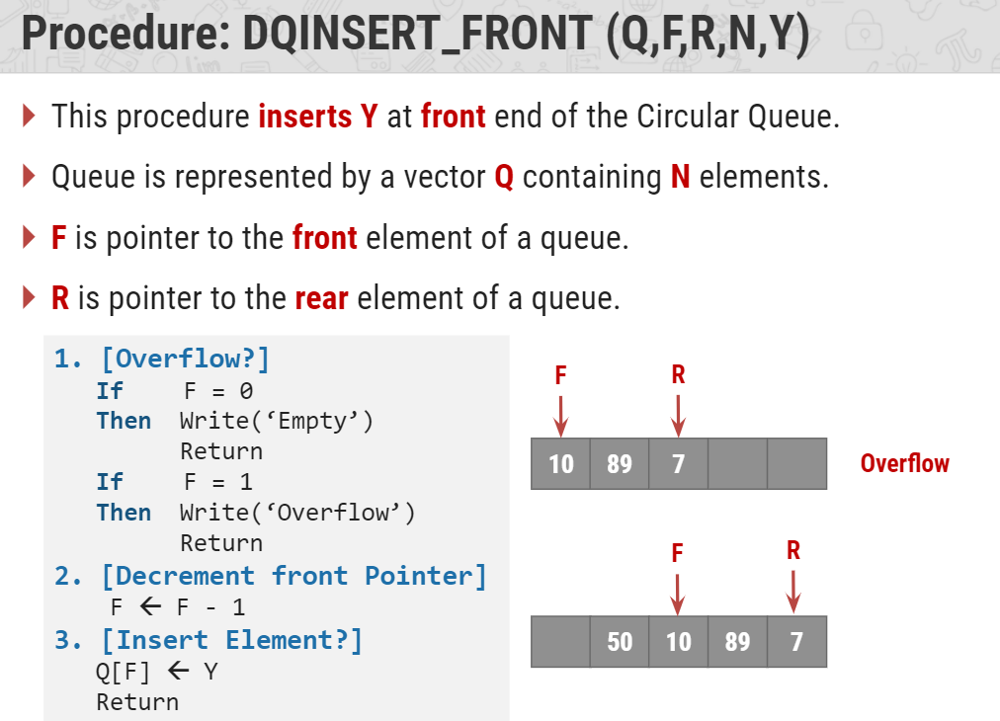 Procedure: DQINSERT_FRONT (Q,F,R,N,Y)
This procedure inserts Y at front end of the Circular Queue.
Queue is represented by a vector Q containing N elements.
F is pointer to the front element of a queue.
R is pointer to the rear element of a queue.
1. [Overflow?]
If F = 0
Then Write(‘Empty’)
Return
If F = 1
Then Write(‘Overflow’)
Return
2. [Decrement front Pointer]
F ← F - 1
3. [Insert Element?]
Q[F] ← Y
Return
F R
10 89 7
Overflow
F R
50 10 89 7